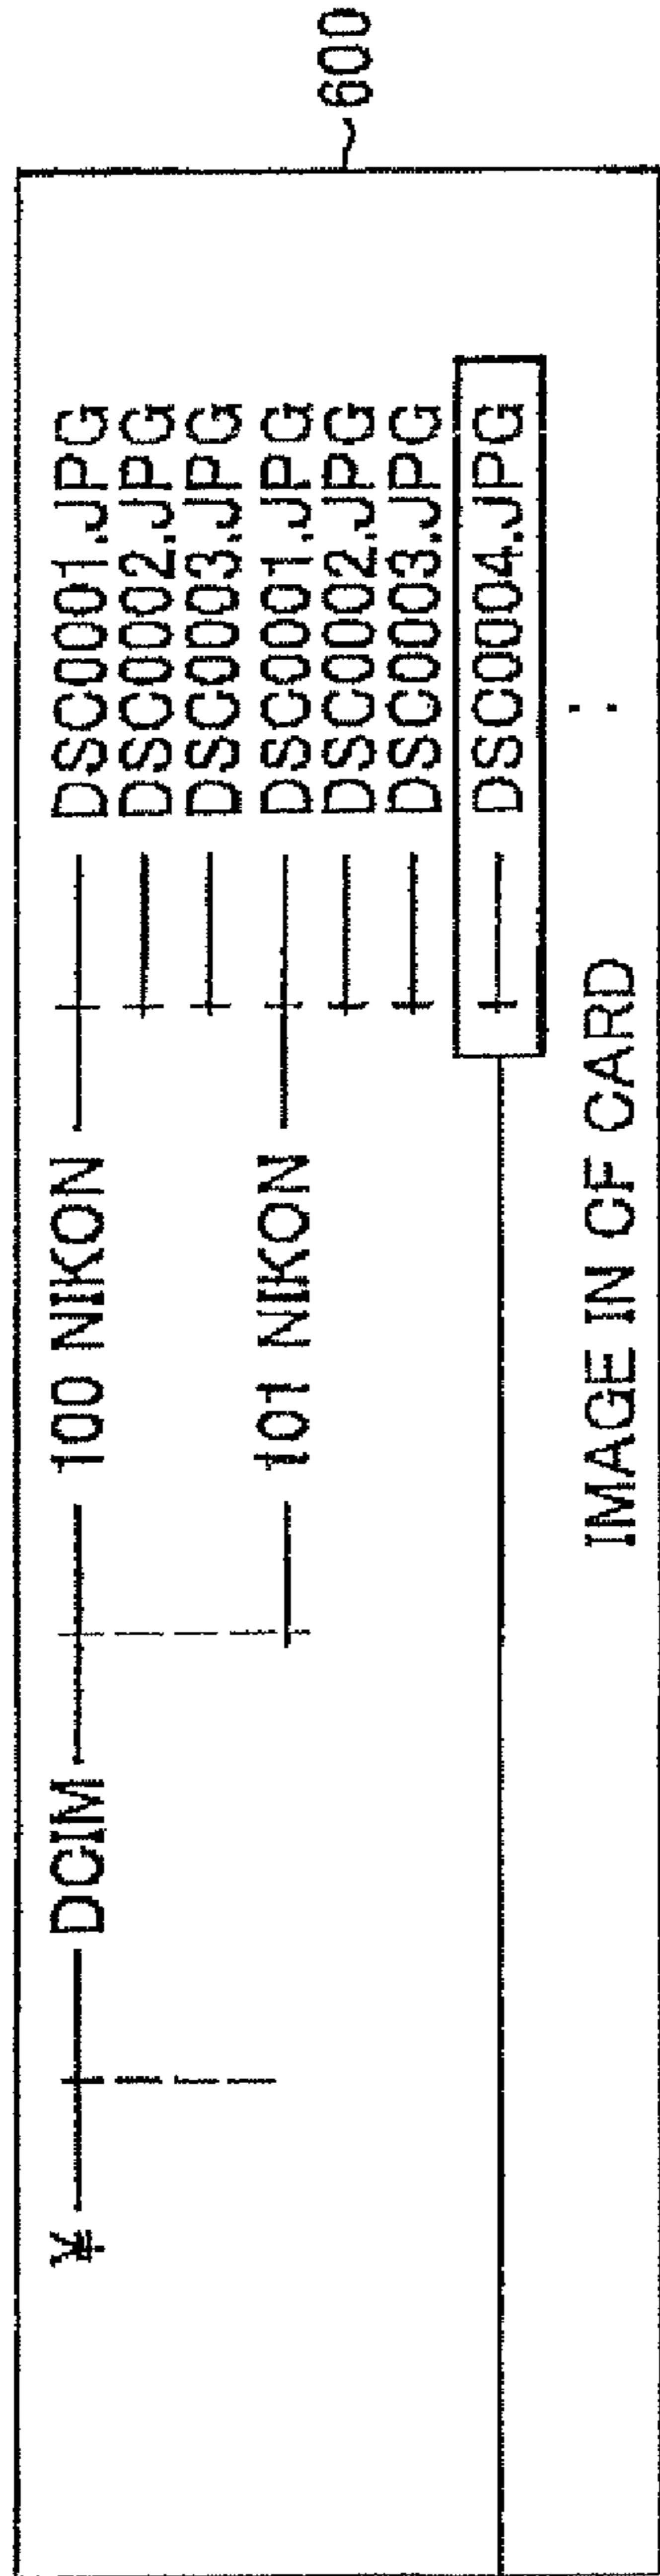 ¥ DCIM 100 NIKON DSC0001.JPG
DSC0002.JPG
DSC0003.JPG
101 NIKON DSC0001.JPG
DSC0002.JPG
DSC0003.JPG
DSC0004.JPG
:
IMAGE IN CF CARD
600